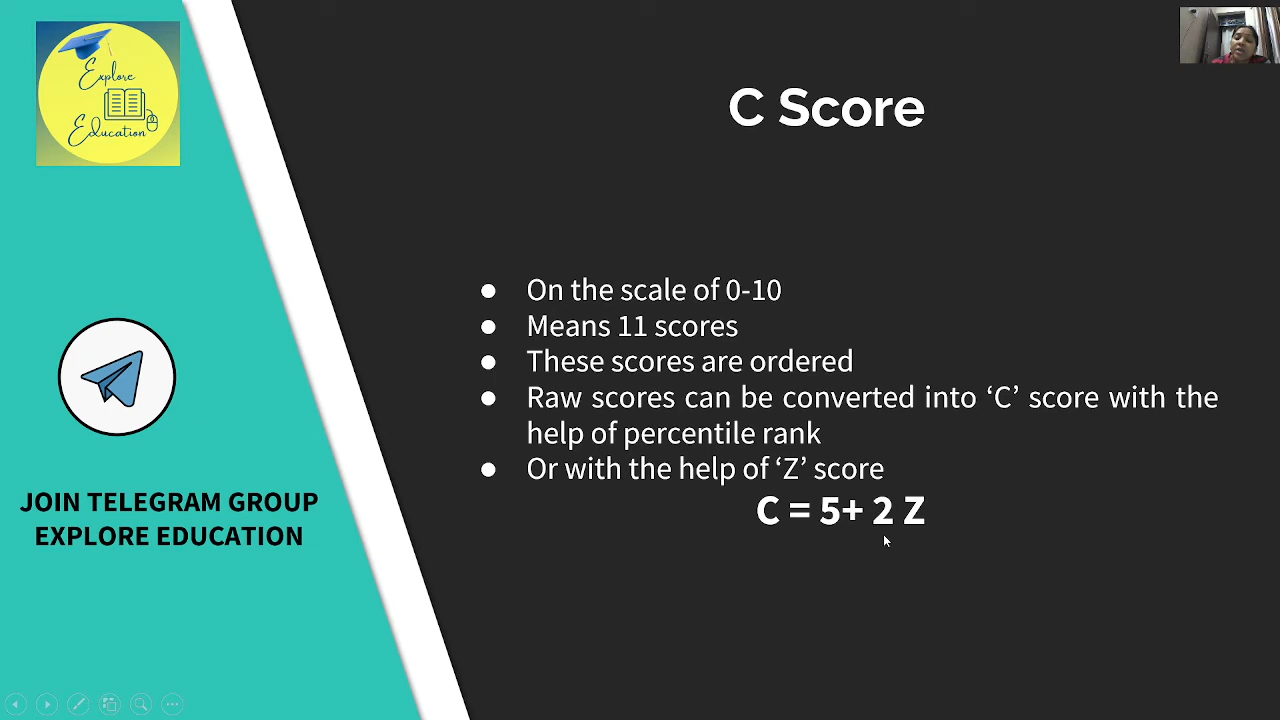 Explore
Education
JOIN TELEGRAM GROUP
EXPLORE EDUCATION
C Score
● On the scale of 0-10
● Means 11 scores
● These scores are ordered
● Raw scores can be converted into ‘C’ score with the
help of percentile rank
● Or with the help of ‘Z’ score
C = 5+ 2 Z